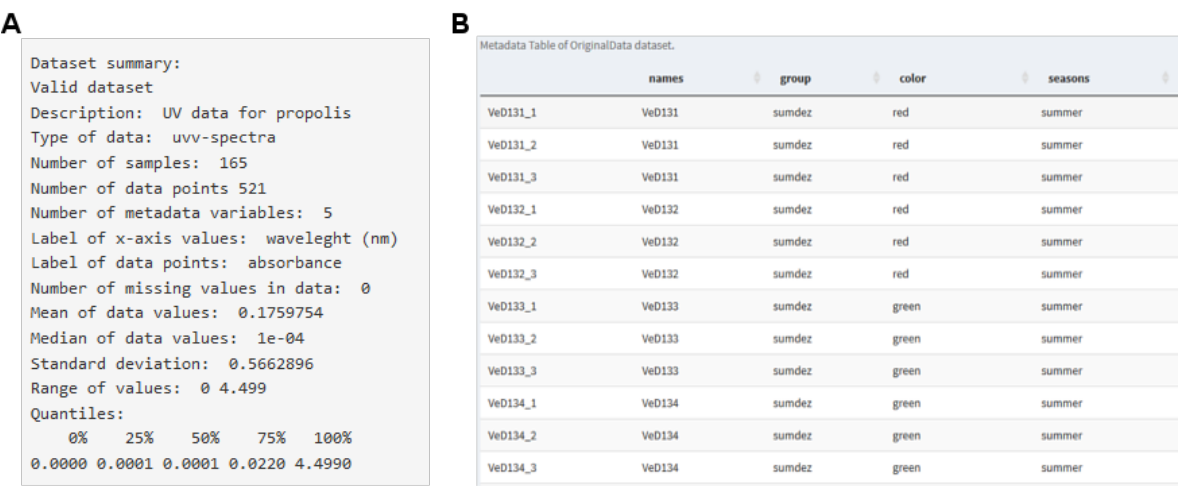 A
Dataset summary:
Valid dataset
Description:  UV data for propolis
Type of data:  uvv-spectra
Number of samples:  165
Number of data points 521
Number of metadata variables:  5
Label of x-axis values:  waveleght (nm)
Label of data points:  absorbance
Number of missing values in data:  0
Mean of data values:  0.1759754
Median of data values:  1e-04
Standard deviation:  0.5662896
Range of values:  0 4.499
Quantiles:
0% 25% 50% 75% 100%
0.0000 0.0001 0.0001 0.0220 4.4990
B
Metadata Table of OriginalData dataset.
names group color seasons
VeD131_1 VeD131 sumdez red summer
VeD131_2 VeD131 sumdez red summer
VeD131_3 VeD131 sumdez red summer
VeD132_1 VeD132 sumdez red summer
VeD132_2 VeD132 sumdez red summer
VeD132_3 VeD132 sumdez red summer
VeD133_1 VeD133 sumdez green summer
VeD133_2 VeD133 sumdez green summer
VeD133_3 VeD133 sumdez green summer
VeD134_1 VeD134 sumdez green summer
VeD134_2 VeD134 sumdez green summer
VeD134_3 VeD134 sumdez green summer